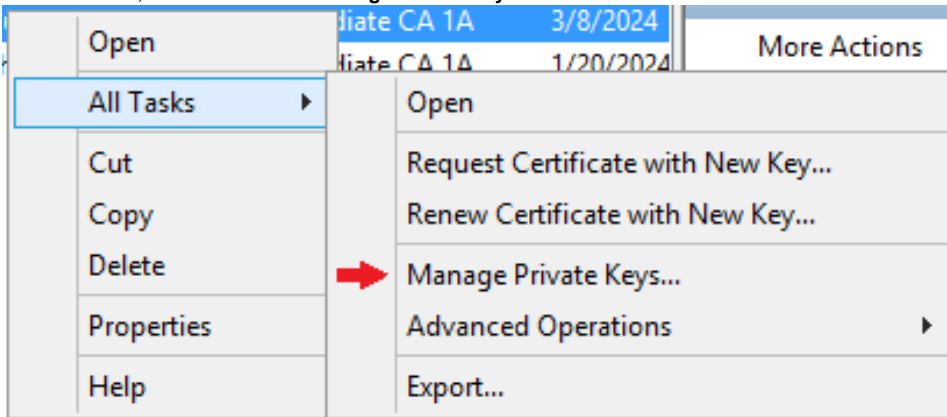 diate CA 1A 3/8/2024
Open
More Actions
diate CA 1A 1/20/2024
All Tasks
Open
Cut
Request Certificate with New Key...
Copy
Renew Certificate with New Key...
Delete
Manage Private Keys...
Properties
Advanced Operations
Help
Export...